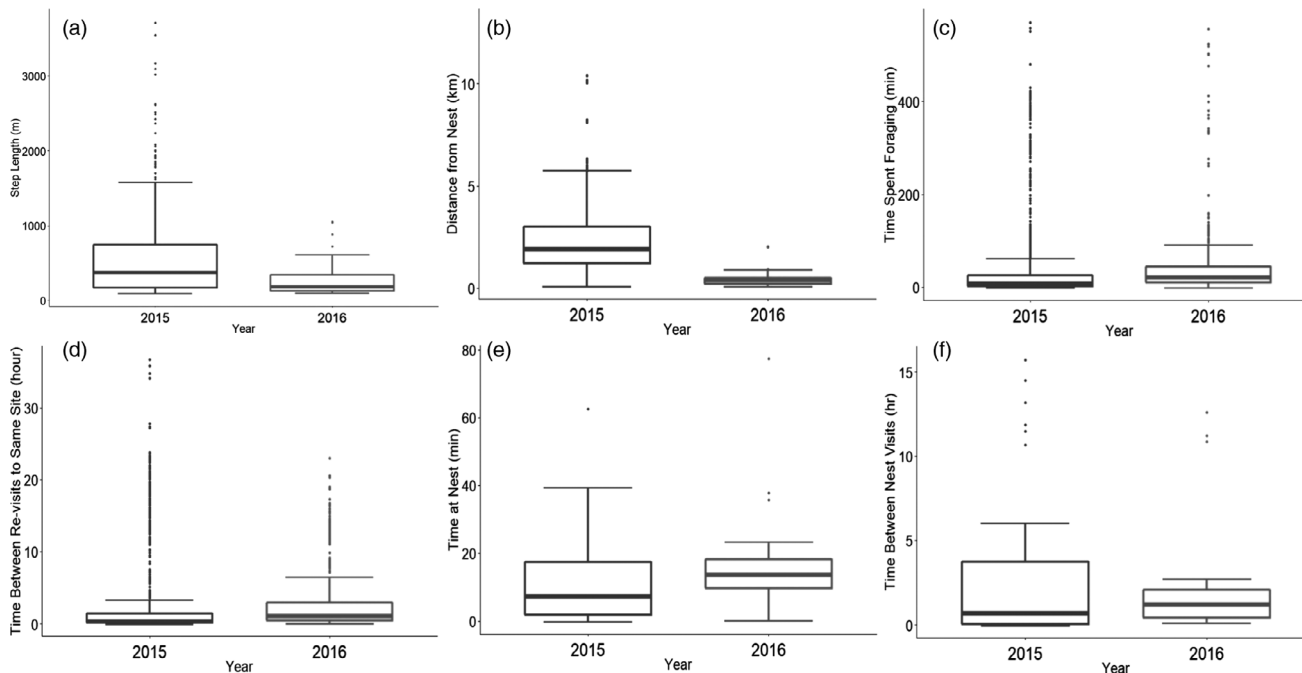 (a)
Step Length (m)
3000
2000
1000
0
2015
2016
Year
(b)
Distance from Nest (km)
10
5
0
2015
2016
Year
(c)
Time Spent Foraging (min)
400
200
0
2015
2016
Year
(d)
Time Between Re-visits to Same Site (hour)
30
20
10
0
2015
2016
Year
(e)
Time at Nest (min)
80
60
40
20
0
2015
2016
Year
(f)
Time Between Nest Visits (hr)
15
10
5
0
2015
2016
Year